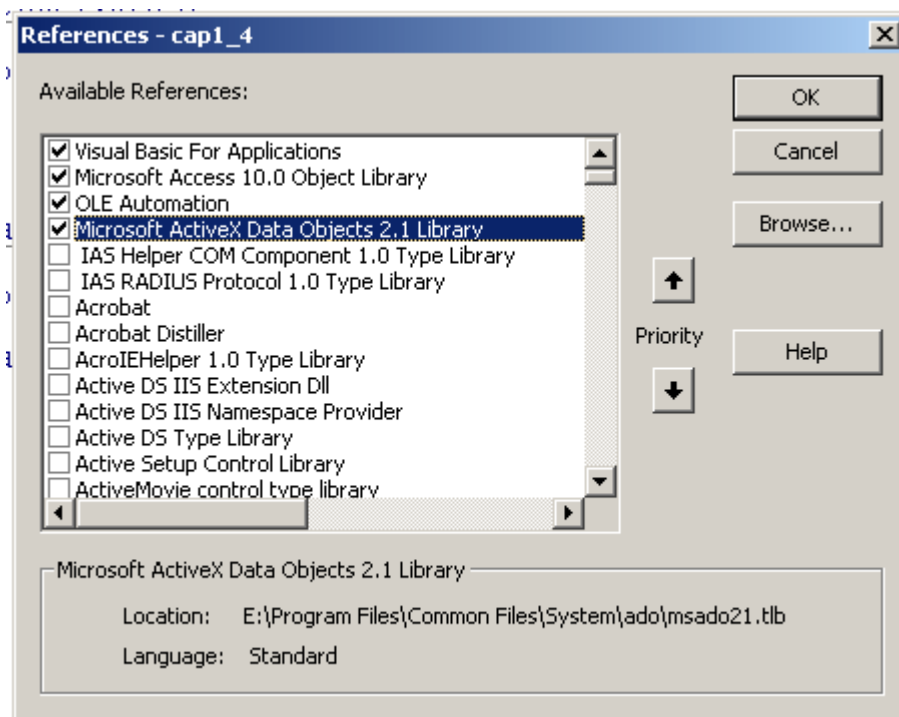 References - cap1_4
Available References:
Visual Basic For Applications
Microsoft Access 10.0 Object Library
OLE Automation
Microsoft ActiveX Data Objects 2.1 Library
IAS Helper COM Component 1.0 Type Library
IAS RADIUS Protocol 1.0 Type Library
Acrobat
Acrobat Distiller
AcroIEHelper 1.0 Type Library
Active DS IIS Extension Dll
Active DS IIS Namespace Provider
Active DS Type Library
Active Setup Control Library
ActiveMovie control type library
OK
Cancel
Browse...
Priority
Help
Microsoft ActiveX Data Objects 2.1 Library
Location: E:\Program Files\Common Files\System\ado\msado21.tlb
Language: Standard